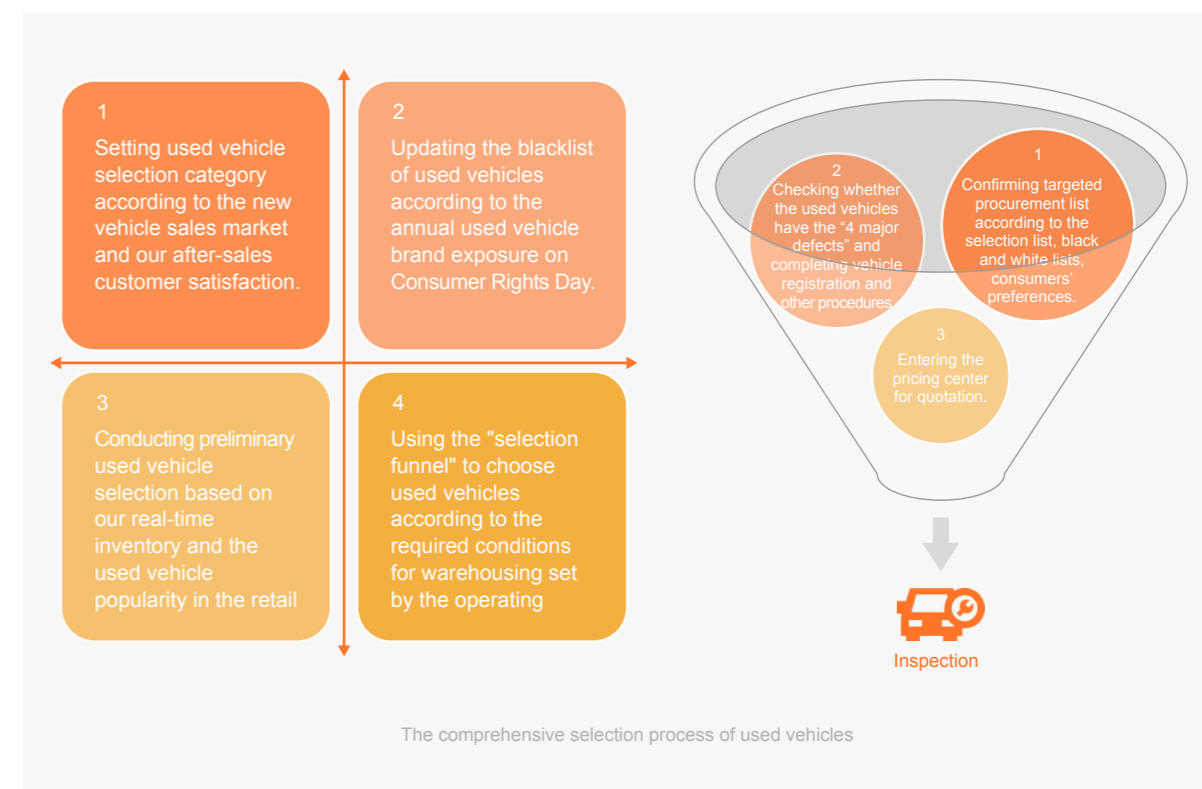 1
Setting used vehicle
selection category
according to the new
vehicle sales market
and our after-sales
customer satisfaction.
2
Updating the blacklist
of used vehicles
according to the
annual used vehicle
brand exposure on
Consumer Rights Day.
3
Conducting preliminary
used vehicle
selection based on
our real-time
inventory and the
used vehicle
popularity in the retail
4
Using the "selection
funnel" to choose
used vehicles
according to the
required conditions
for warehousing set
by the operating
1
Confirming targeted
procurement list
according to the
selection list, black
and white lists,
consumers’
preferences.
2
Checking whether
the used vehicles
have the “4 major
defects” and
completing vehicle
registration and
other procedures
3
Entering the
pricing center
for quotation.
Inspection
The comprehensive selection process of used vehicles